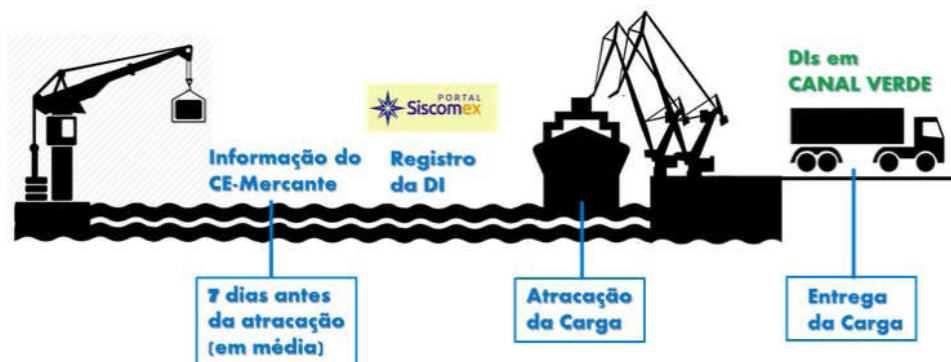 PORTAL
Siscomex
DIs em
CANAL VERDE
Informação do
CE-Mercante
Registro
da DI
7 dias antes
da atracação
(em média)
Atracação
da Carga
Entrega
da Carga